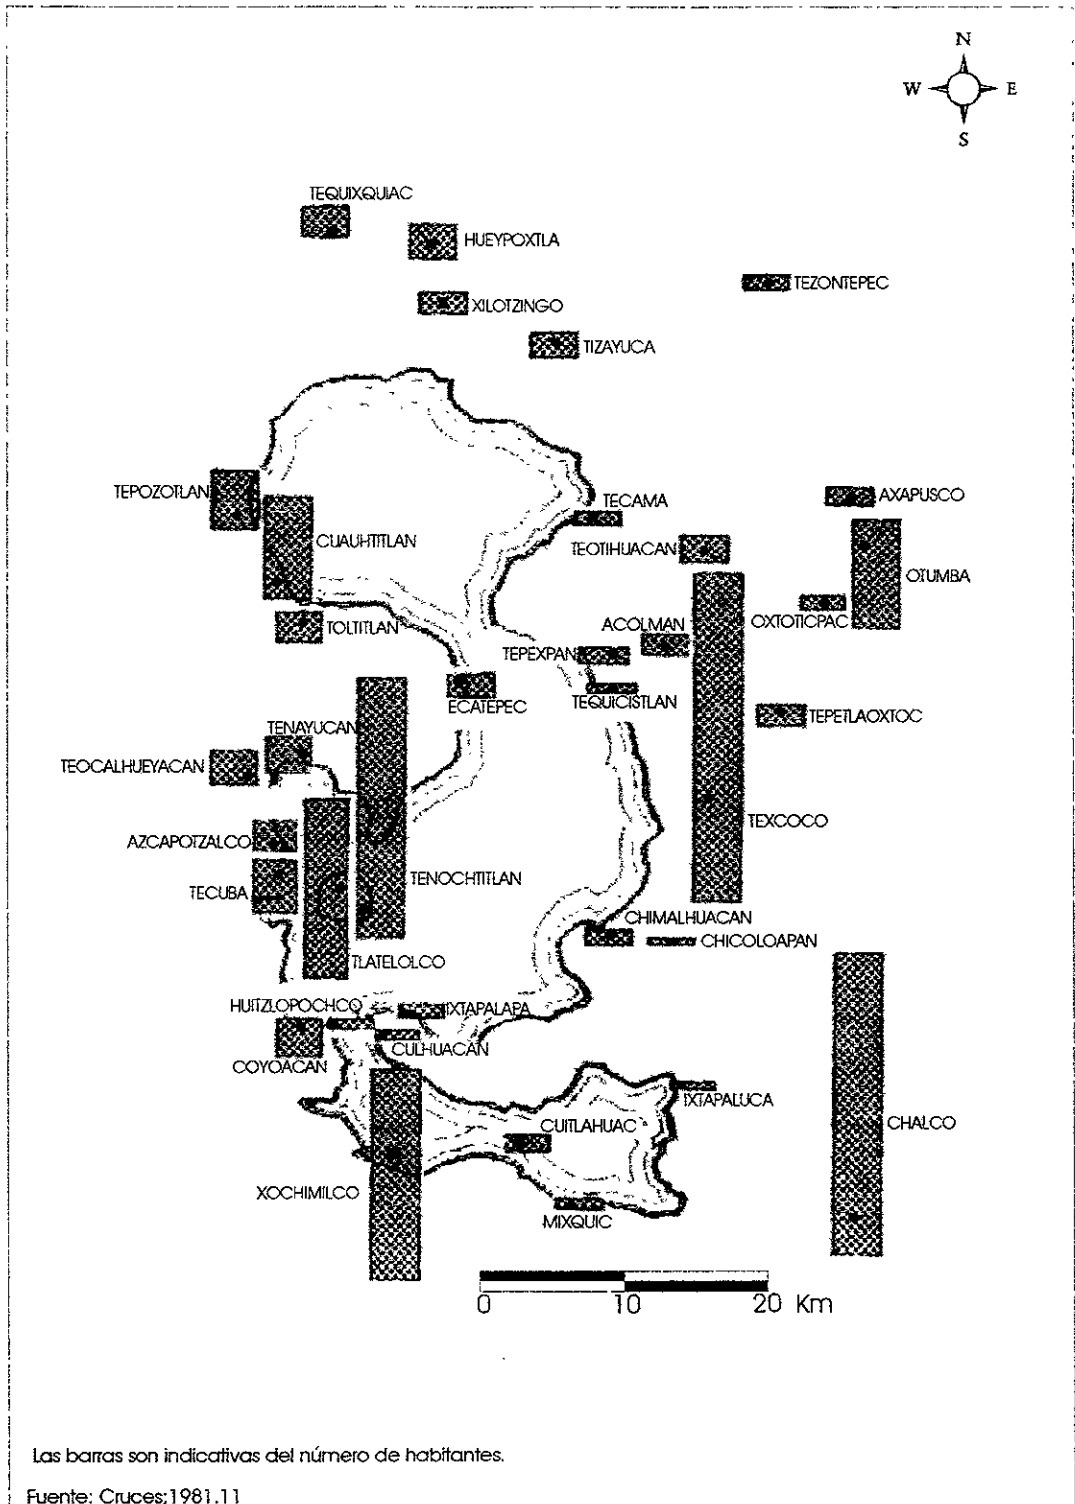 N
W E
S
TEQUIXQUIAC
HUEYPOXTLA
TEZONTEPEC
XILOTZINGO
TIZAYUCA
TEPOZOTLAN
AXAPUSCO
TECAMA
CUAUHTITLAN
TEOTIHUACAN
OTUMBA
OXTOTICPAC
ACOLMAN
TOLTITLAN
TEPEXPAN
TEQUICISTLAN
ECATEPEC
TEPETLAOXTOC
TENAYUCAN
TEOCALHUEYACAN
TEXCOCO
AZCAPOTZALCO
TENOCHTITLAN
TECUBA
CHIMALHUACAN
CHICOLOAPAN
TLATELOLCO
HUITZLOPOCHCO
IXTAPALAPA
CULHUACAN
COYOACAN
IXTAPALUCA
CUITLAHUAC
CHALCO
XOCHIMILCO
MIXQUIC
0 10 20 Km
Las barras son indicativas del número de habitantes.
Fuente: Cruces;1981.11